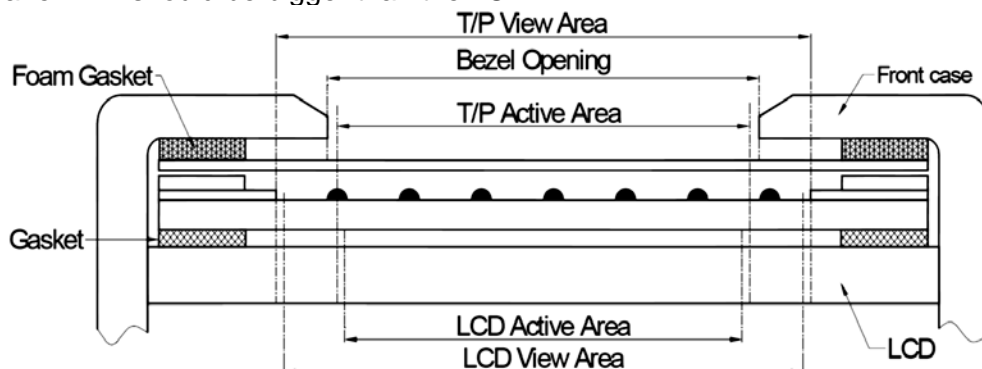 T/P View Area
Bezel Opening
Foam Gasket
Front case
T/P Active Area
Gasket
LCD Active Area
LCD
LCD View Area